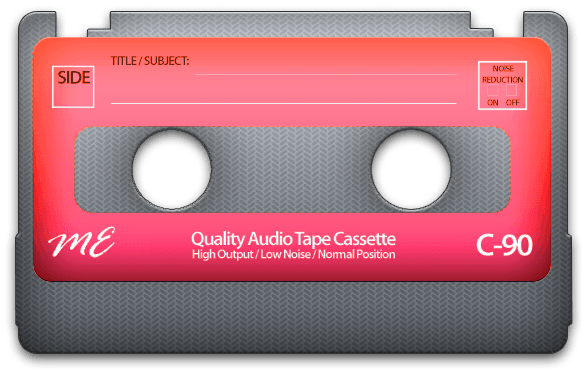 TITLE / SUBJECT:
SIDE
NOISE
REDUCTION
ON OFF
ME
Quality Audio Tape Cassette
High Output / Low Noise / Normal Position
C-90